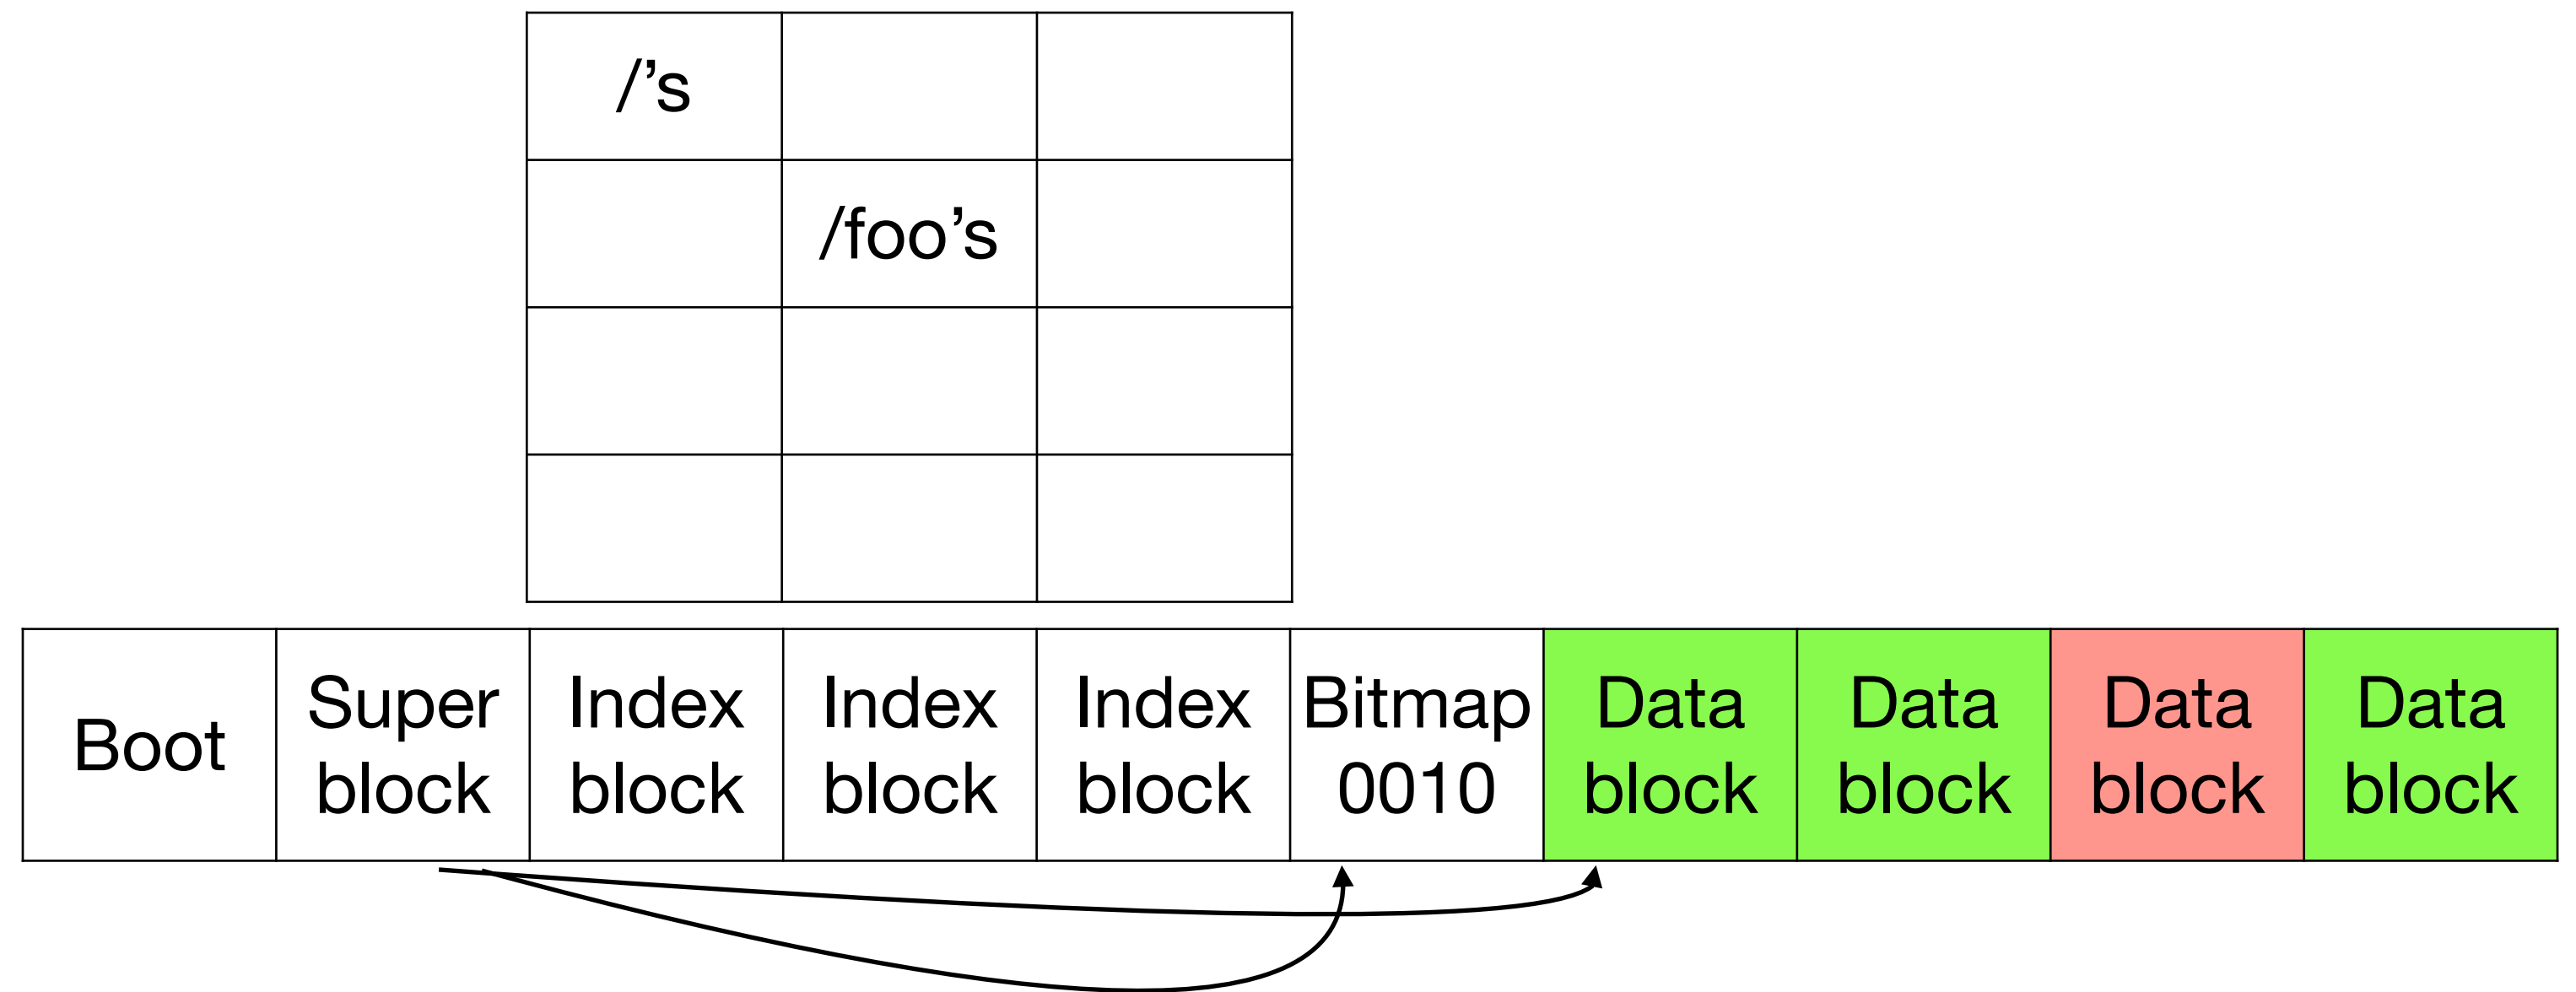 /’s
/foo’s
Boot
Super
block
Index
block
Index
block
Index
block
Bitmap
0010
Data
block
Data
block
Data
block
Data
block